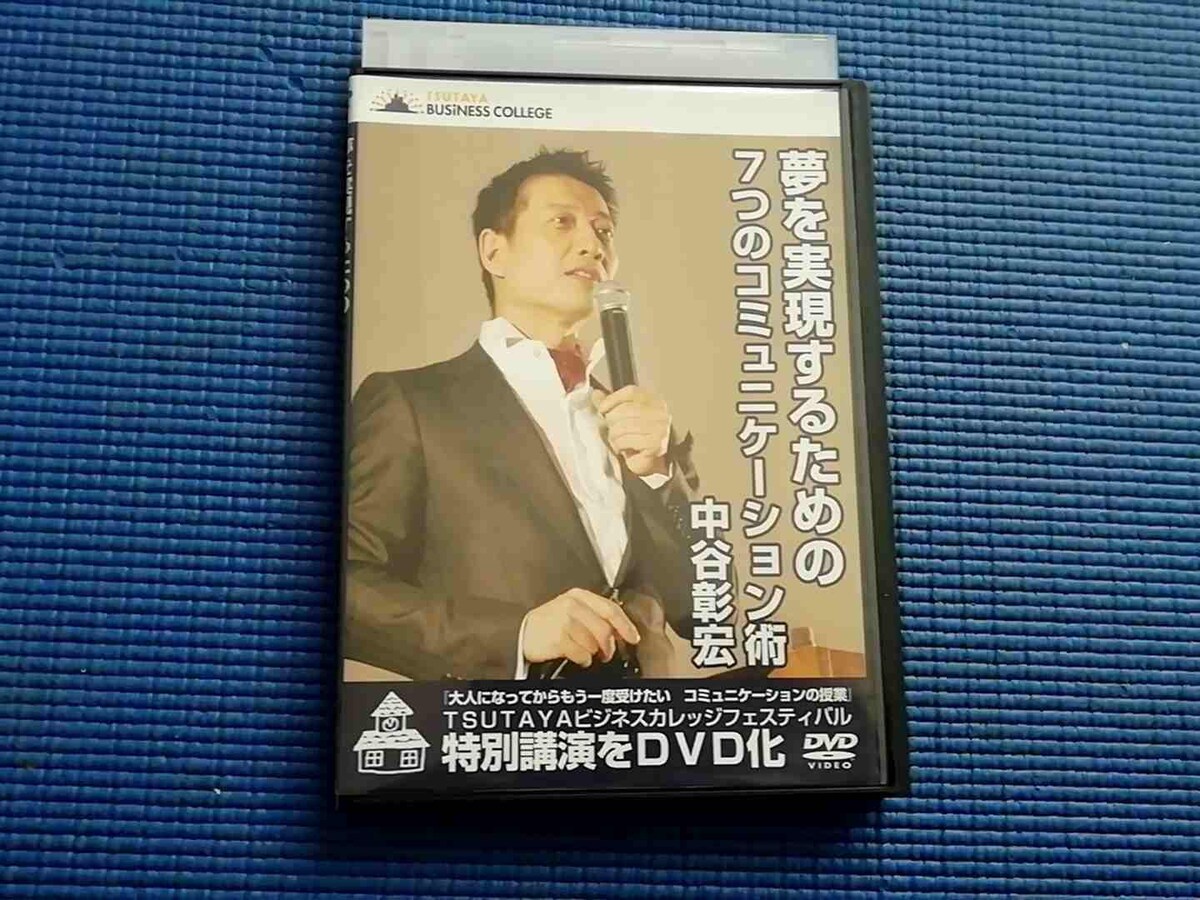 TSUTAYA
BUSiNESS COLLEGE
夢を実現するための
7つのコミュニケーション術
中谷彰宏
『大人になってからもう一度受けたい　コミュニケーションの授業』
TSUTAYAビジネスカレッジフェスティバル
特別講演をDVD化
DVD
VIDEO